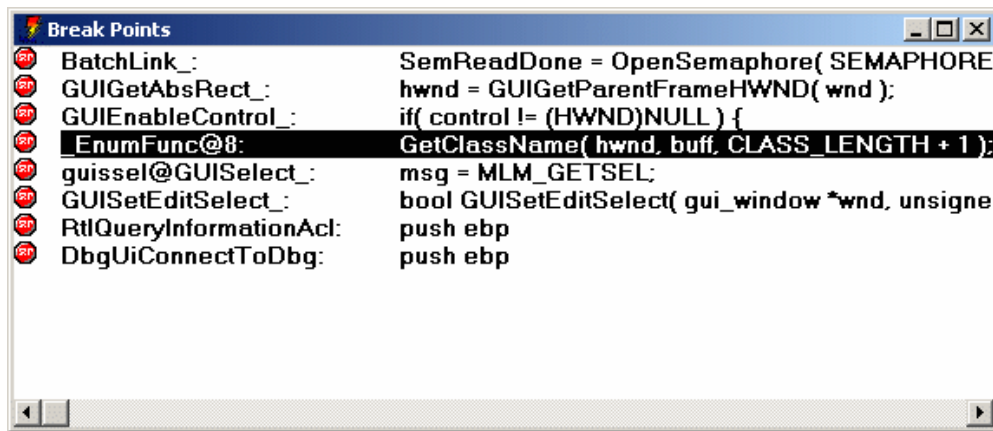 Break Points
BatchLink_: SemReadDone = OpenSemaphore( SEMAPHORE
GUIGetAbsRect_: hwnd = GUIGetParentFrameHWND( wnd );
GUIEnableControl_: if( control != (HWND)NULL ) {
_EnumFunc@8: GetClassName( hwnd, buff, CLASS_LENGTH + 1 );
guissel@GUISelect_: msg = MLM_GETSEL;
GUISetEditSelect_: bool GUISetEditSelect( gui_window *wnd, unsigne
RtlQueryInformationAcl: push ebp
DbgUiConnectToDbg: push ebp